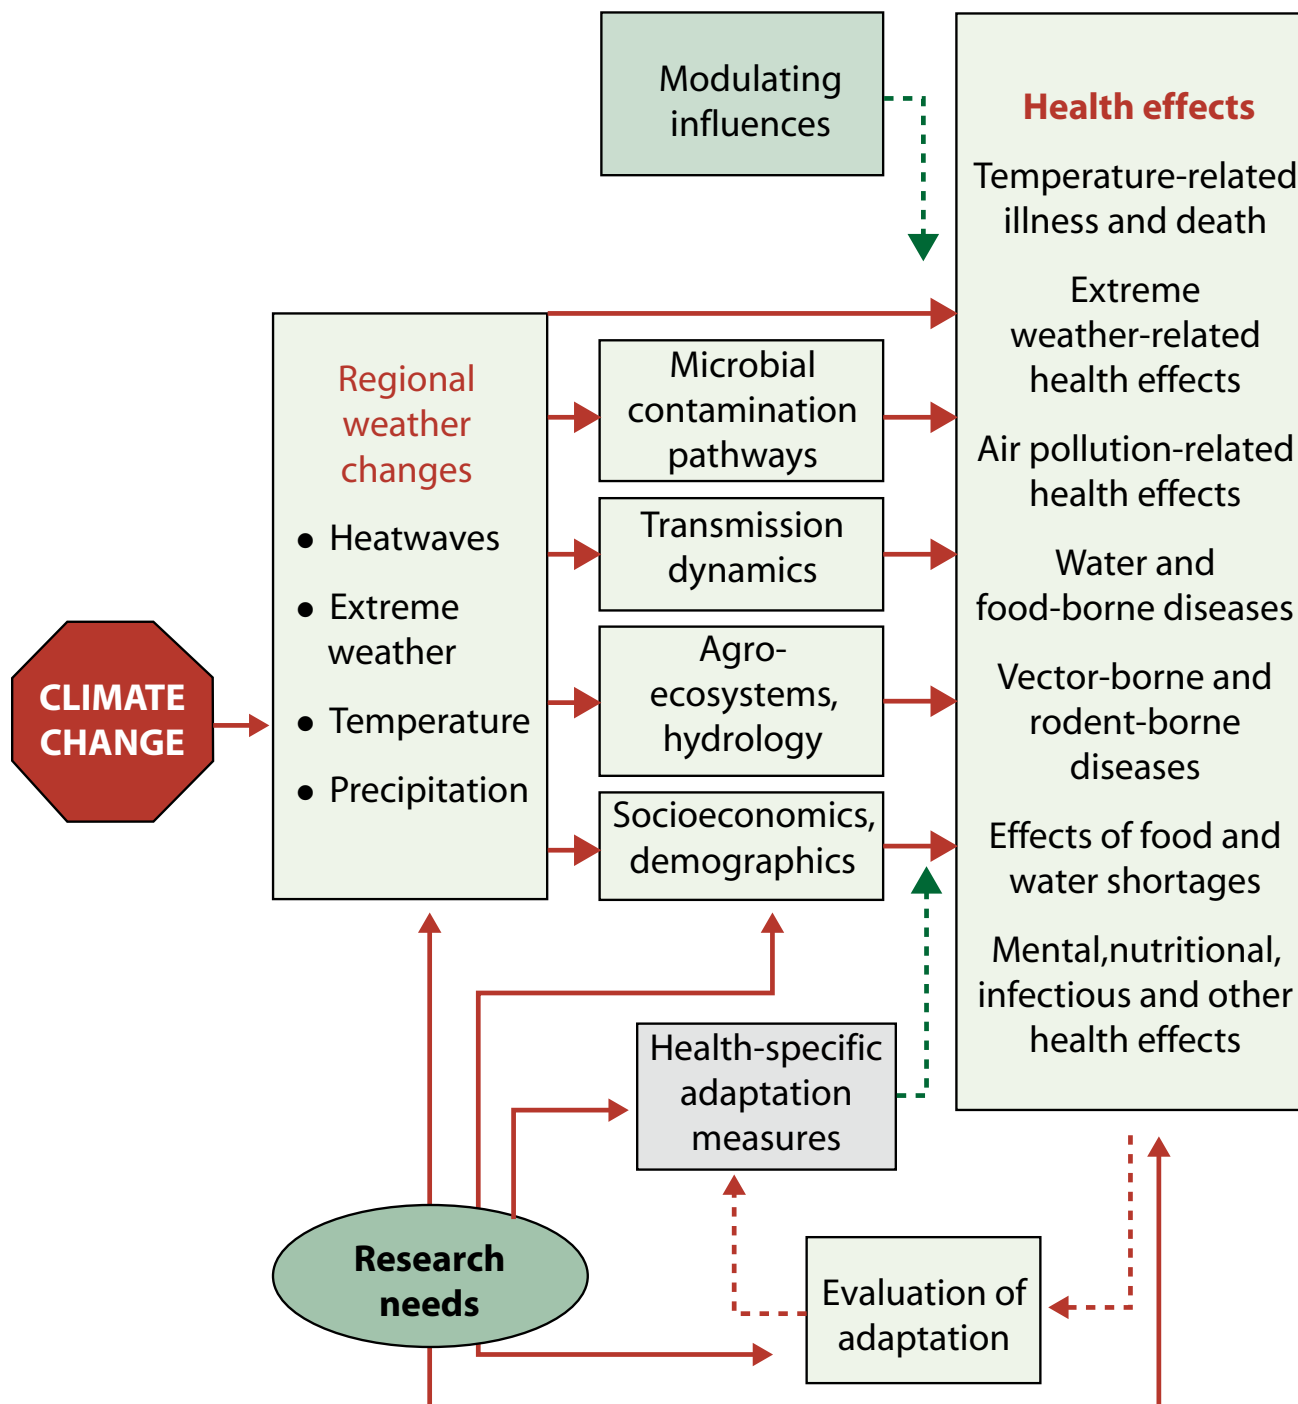 Modulating
influences
Health effects
Temperature-related
illness and death
Extreme
weather-related
health effects
Air pollution-related
health effects
Water and
food-borne diseases
Vector-borne and
rodent-borne
diseases
Effects of food and
water shortages
Mental,nutritional,
infectious and other
health effects
Regional
weather
changes
● Heatwaves
● Extreme
weather
● Temperature
● Precipitation
Microbial
contamination
pathways
Transmission
dynamics
Agro-
ecosystems,
hydrology
Socioeconomics,
demographics
CLIMATE
CHANGE
Health-specific
adaptation
measures
Research
needs
Evaluation of
adaptation